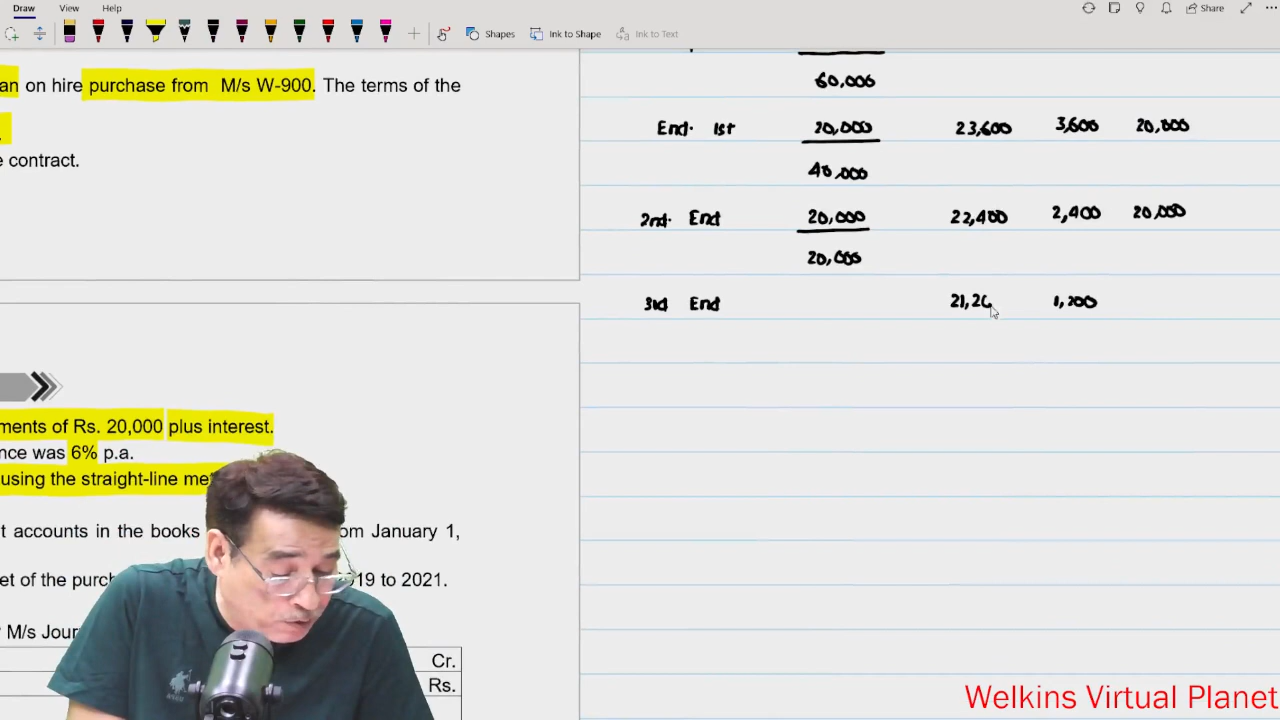 Draw View Help
Shapes Ink to Shape Ink to Text Share
an on hire purchase from M/s W-900. The terms of the
e contract.
ments of Rs. 20,000 plus interest.
nce was 6% p.a.
using the straight-line me
t accounts in the books om January 1,
et of the purch 19 to 2021.
M/s Jour
Cr.
Rs.
60,000
End. 1st 20,000 23,600 3,600 20,000
40,000
2nd. End 20,000 22,400 2,400 20,000
20,000
3rd End 21,20 1,200
Welkins Virtual Planet